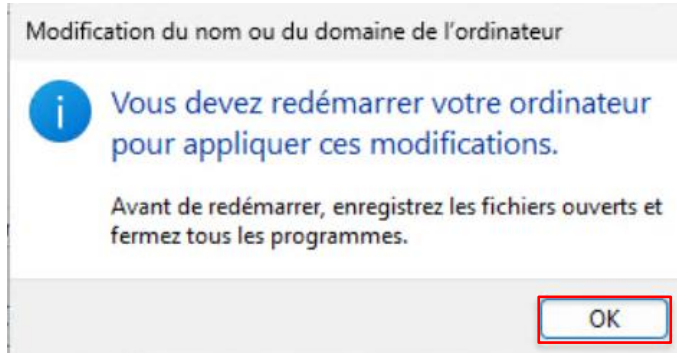 Modification du nom ou du domaine de l'ordinateur
Vous devez redémarrer votre ordinateur
pour appliquer ces modifications.
Avant de redémarrer, enregistrez les fichiers ouverts et
fermez tous les programmes.
OK